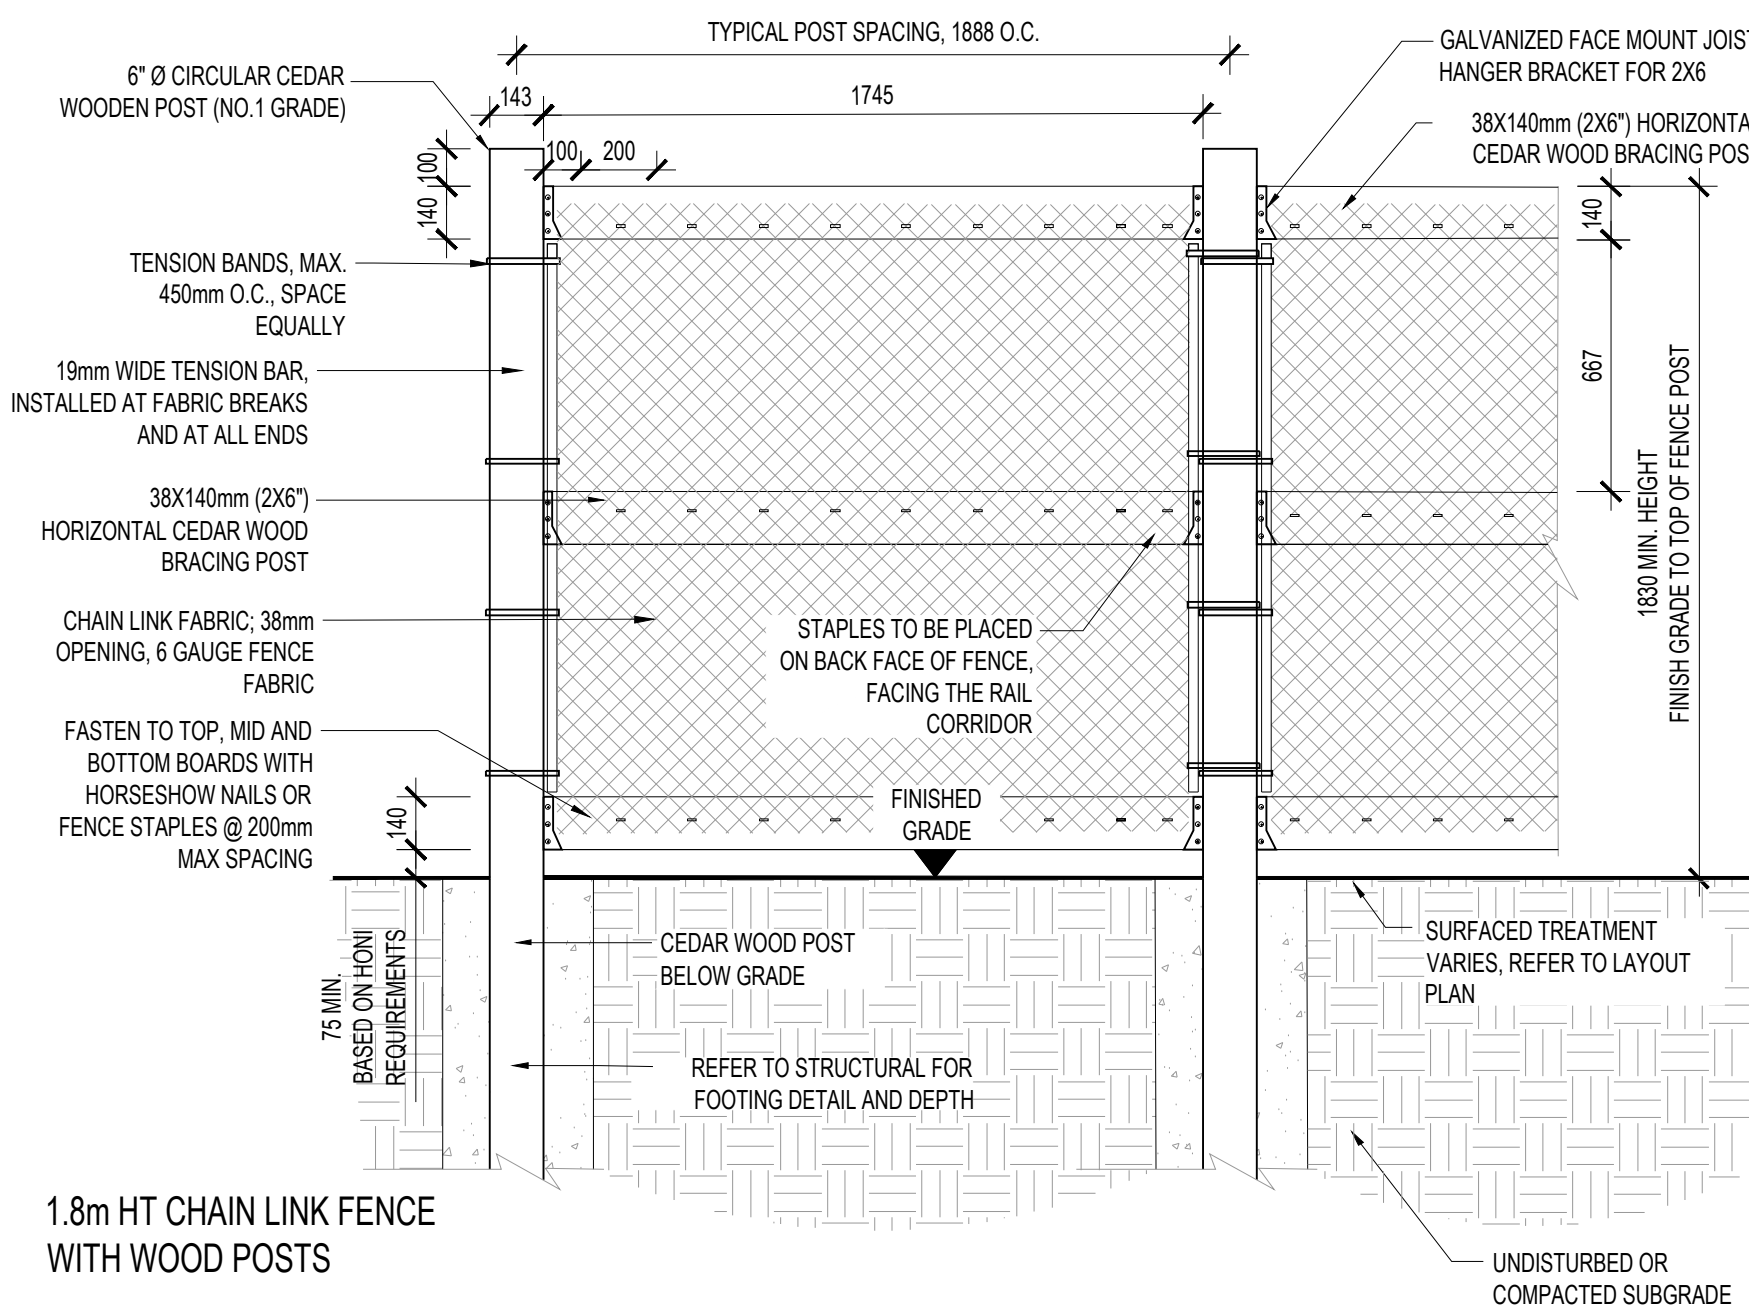 TYPICAL POST SPACING, 1888 O.C.
GALVANIZED FACE MOUNT JOIST
HANGER BRACKET FOR 2X6
6" Ø CIRCULAR CEDAR
WOODEN POST (NO.1 GRADE)
143
1745
38X140mm (2X6") HORIZONTA
CEDAR WOOD BRACING POS
100
200
100
140
140
TENSION BANDS, MAX.
450mm O.C., SPACE
EQUALLY
19mm WIDE TENSION BAR,
INSTALLED AT FABRIC BREAKS
AND AT ALL ENDS
667
1830 MIN. HEIGHT
FINISH GRADE TO TOP OF FENCE POST
38X140mm (2X6")
HORIZONTAL CEDAR WOOD
BRACING POST
CHAIN LINK FABRIC; 38mm
OPENING, 6 GAUGE FENCE
FABRIC
STAPLES TO BE PLACED
ON BACK FACE OF FENCE,
FACING THE RAIL
CORRIDOR
FASTEN TO TOP, MID AND
BOTTOM BOARDS WITH
HORSESHOW NAILS OR
FENCE STAPLES @ 200mm
MAX SPACING
140
FINISHED
GRADE
75 MIN.
BASED ON HONI
REQUIREMENTS
CEDAR WOOD POST
BELOW GRADE
SURFACED TREATMENT
VARIES, REFER TO LAYOUT
PLAN
REFER TO STRUCTURAL FOR
FOOTING DETAIL AND DEPTH
1.8m HT CHAIN LINK FENCE
WITH WOOD POSTS
UNDISTURBED OR
COMPACTED SUBGRADE